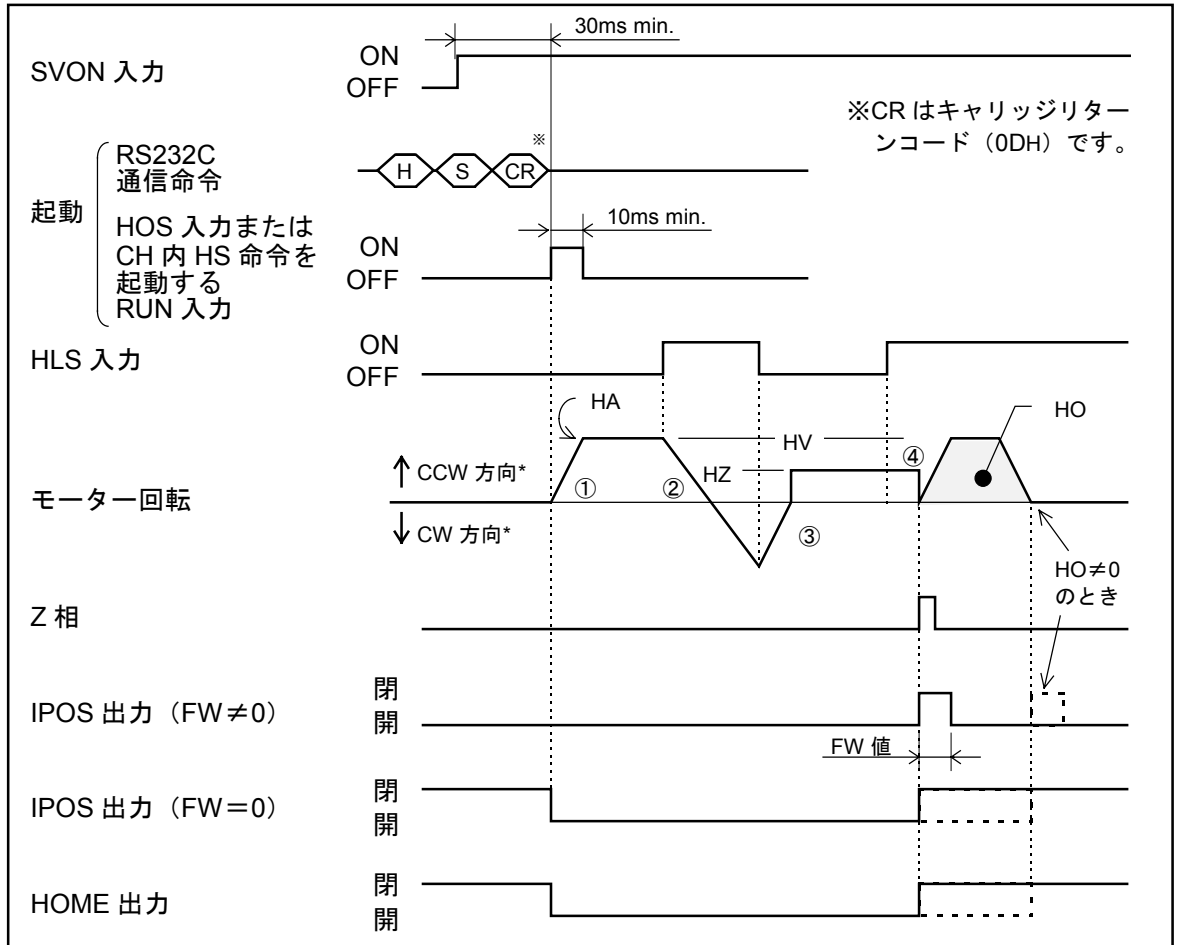 30ms min.
SVON 入力
ON
OFF
※CR はキャリッジリター
ンコード（0DH）です。
※
起動
RS232C
通信命令
H
S
CR
HOS 入力または
CH 内 HS 命令を
起動する
RUN 入力
10ms min.
ON
OFF
HLS 入力
ON
OFF
HA
HO
HV
HZ
④
モーター回転
↑ CCW 方向*
①
②
↓ CW 方向*
③
HO≠0
のとき
Z 相
IPOS 出力（FW≠0）
閉
開
FW 値
IPOS 出力（FW＝0）
閉
開
HOME 出力
閉
開